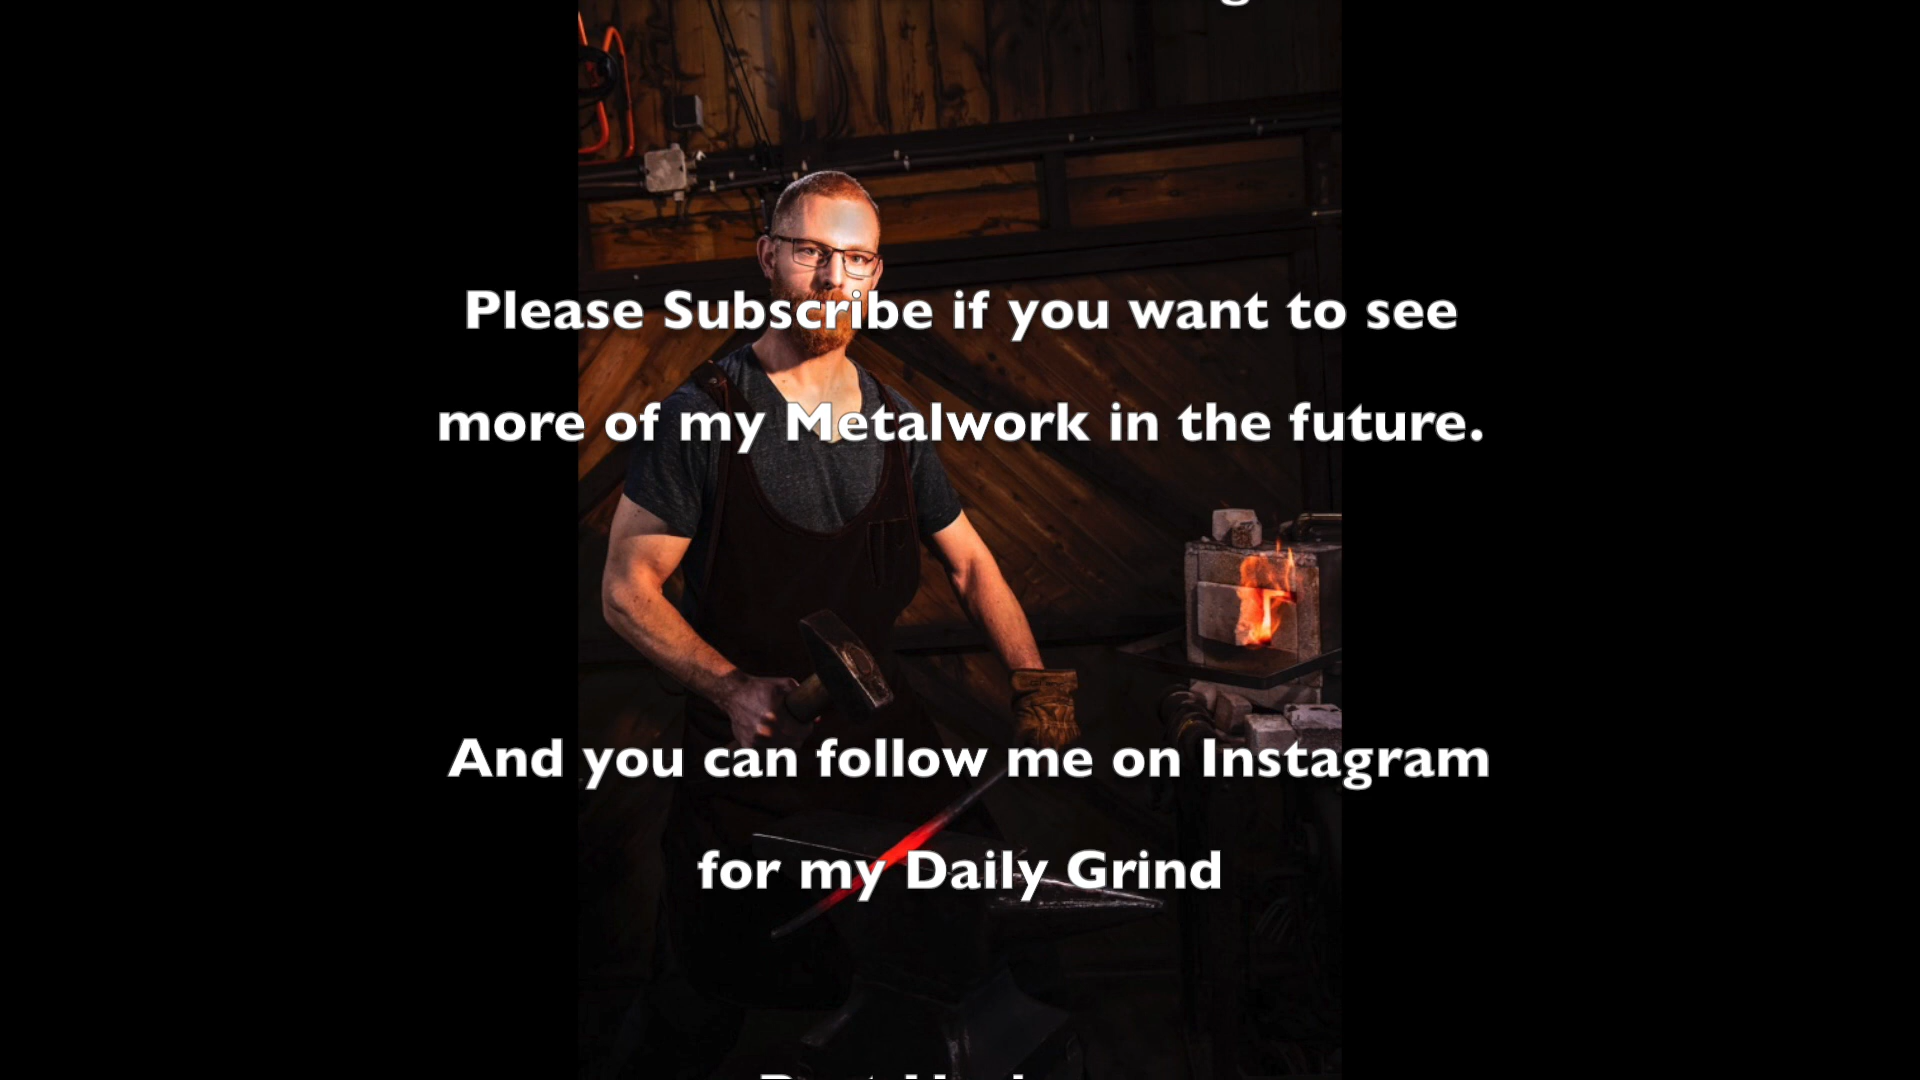 Please Subscribe if you want to see
more of my Metalwork in the future.
And you can follow me on Instagram
for my Daily Grind